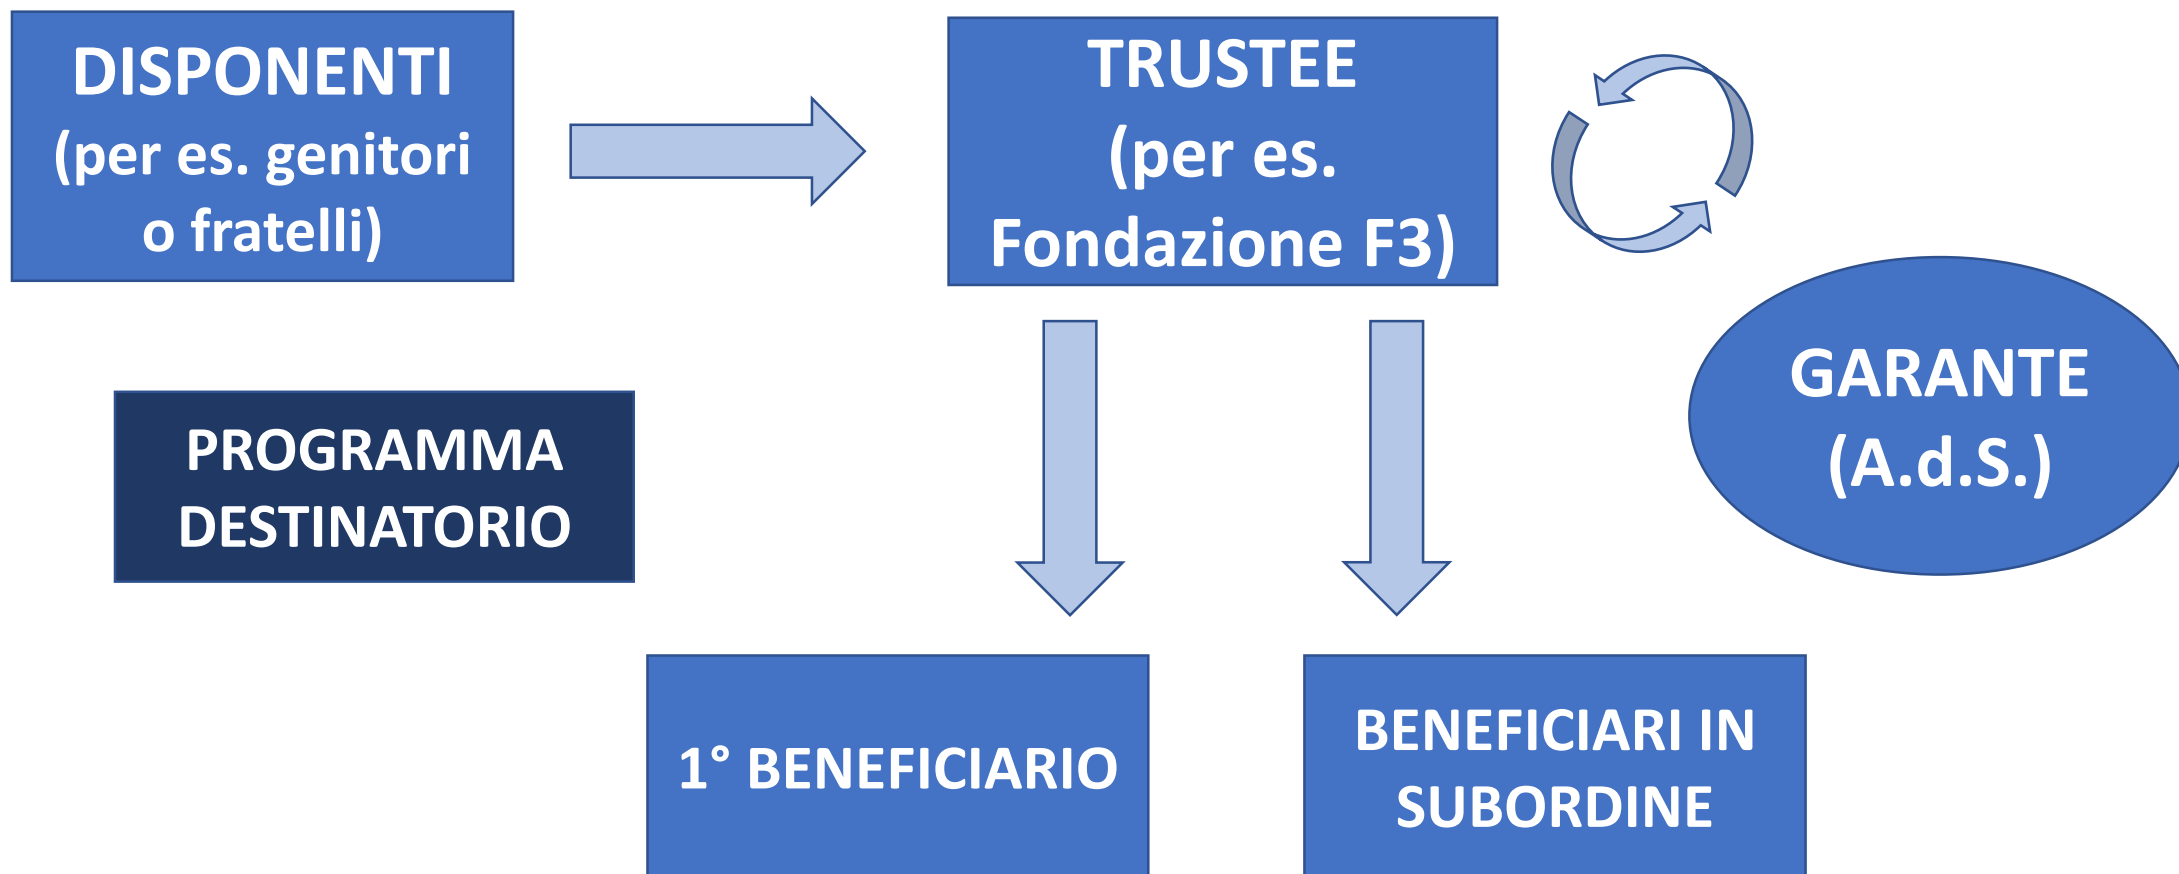 DISPONENTI
(per es. genitori
o fratelli)
TRUSTEE
(per es.
Fondazione F3)
GARANTE
(A.d.S.)
PROGRAMMA
DESTINATORIO
1° BENEFICIARIO
BENEFICIARI IN
SUBORDINE